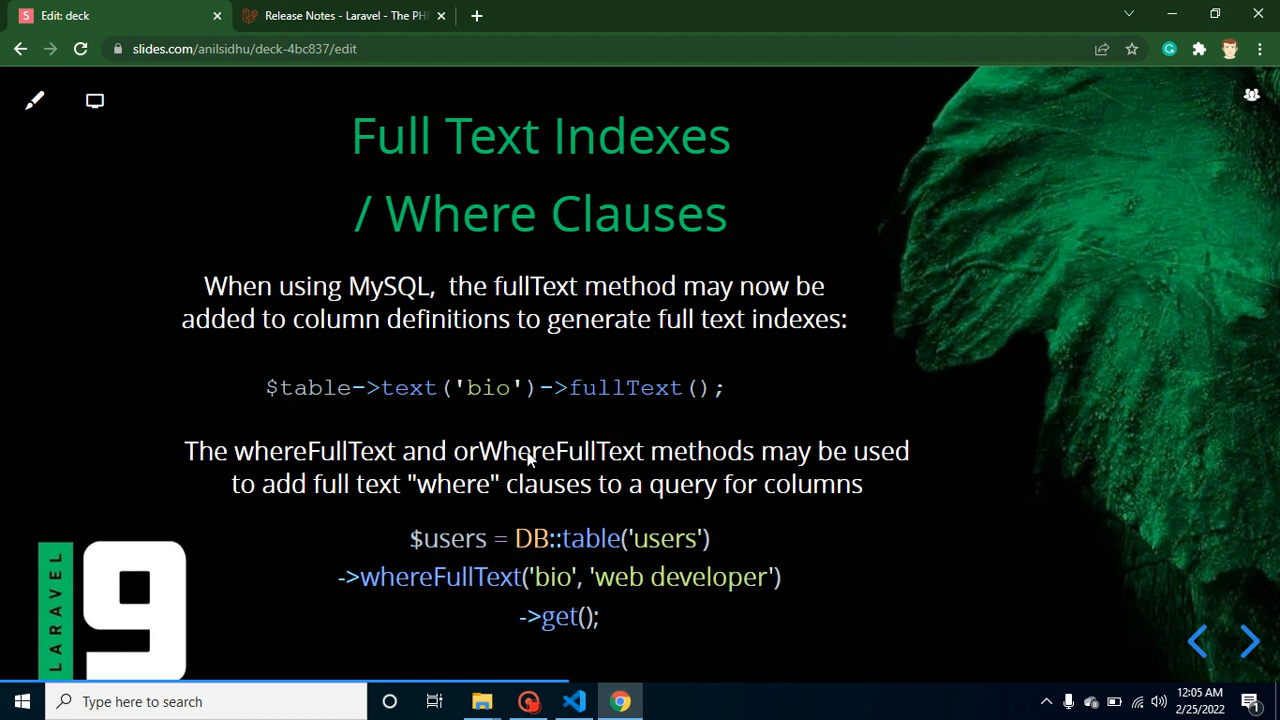 Edit: deck
Release Notes - Laravel - The PH
slides.com/anilsidhu/deck-4bc837/edit
Full Text Indexes
/ Where Clauses
When using MySQL,  the fullText method may now be
added to column definitions to generate full text indexes:
$table->text('bio')->fullText();
The whereFullText and orWhereFullText methods may be used
to add full text "where" clauses to a query for columns
$users = DB::table('users')
->whereFullText('bio', 'web developer')
->get();
LARAVEL
9
Type here to search
12:05 AM
2/25/2022
1